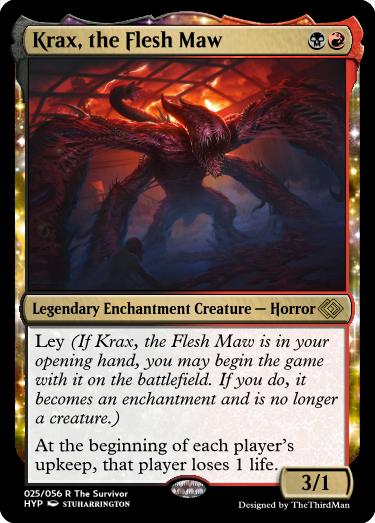 Krax, the Flesh Maw
Legendary Enchantment Creature — Horror
Ley (If Krax, the Flesh Maw is in your
opening hand, you may begin the game
with it on the battlefield. If you do, it
becomes an enchantment and is no longer
a creature.)
At the beginning of each player's
upkeep, that player loses 1 life.
3/1
025/056 R The Survivor
HYP STUHARRINGTON
Designed by TheThirdMan